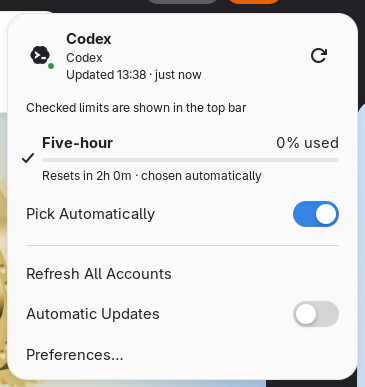 Codex
Codex
Updated 13:38 · just now
Checked limits are shown in the top bar
Five-hour 0% used
Resets in 2h 0m · chosen automatically
Pick Automatically
Refresh All Accounts
Automatic Updates
Preferences...